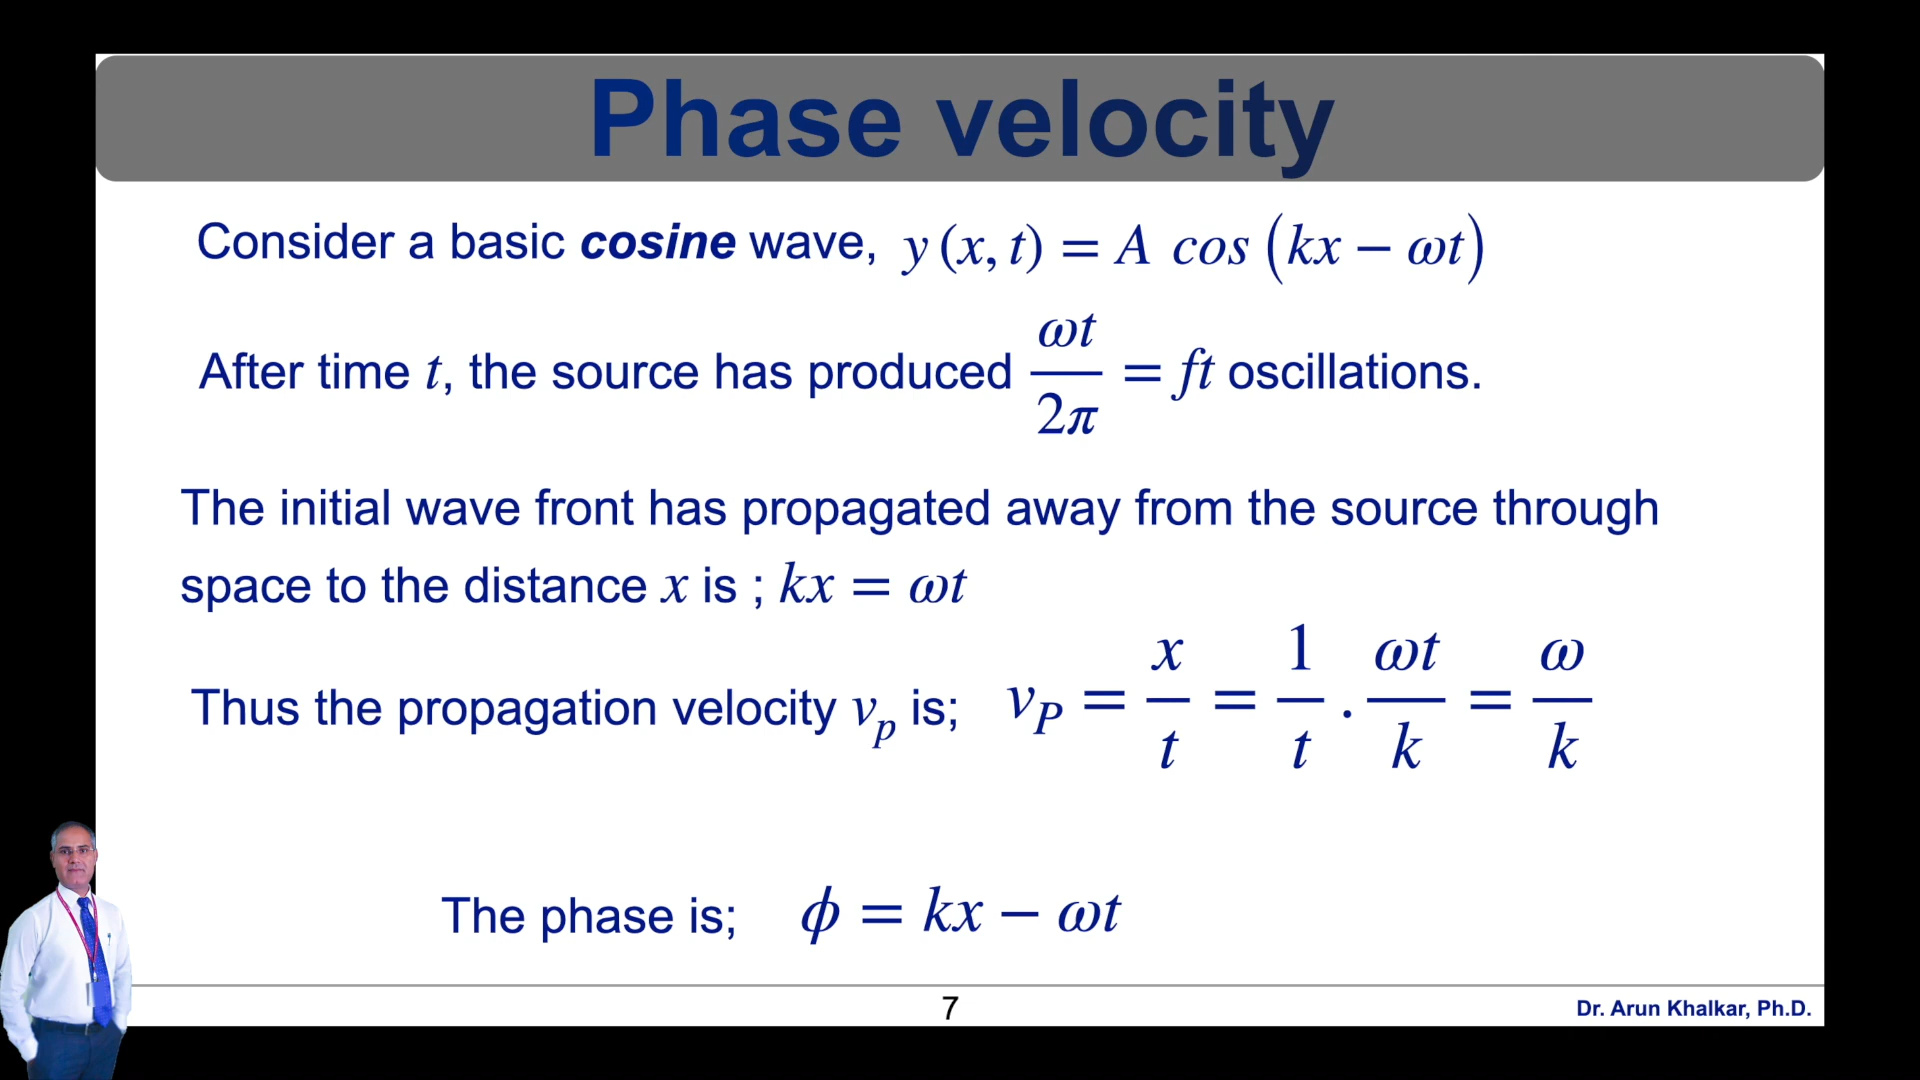 Phase velocity
Consider a basic cosine wave, y (x, t) = A cos (kx − ωt)
After time t, the source has produced ωt/2π = ft oscillations.
The initial wave front has propagated away from the source through
space to the distance x is ; kx = ωt
Thus the propagation velocity v_p is; v_P = x/t = 1/t . ωt/k = ω/k
The phase is; ϕ = kx − ωt
7
Dr. Arun Khalkar, Ph.D.